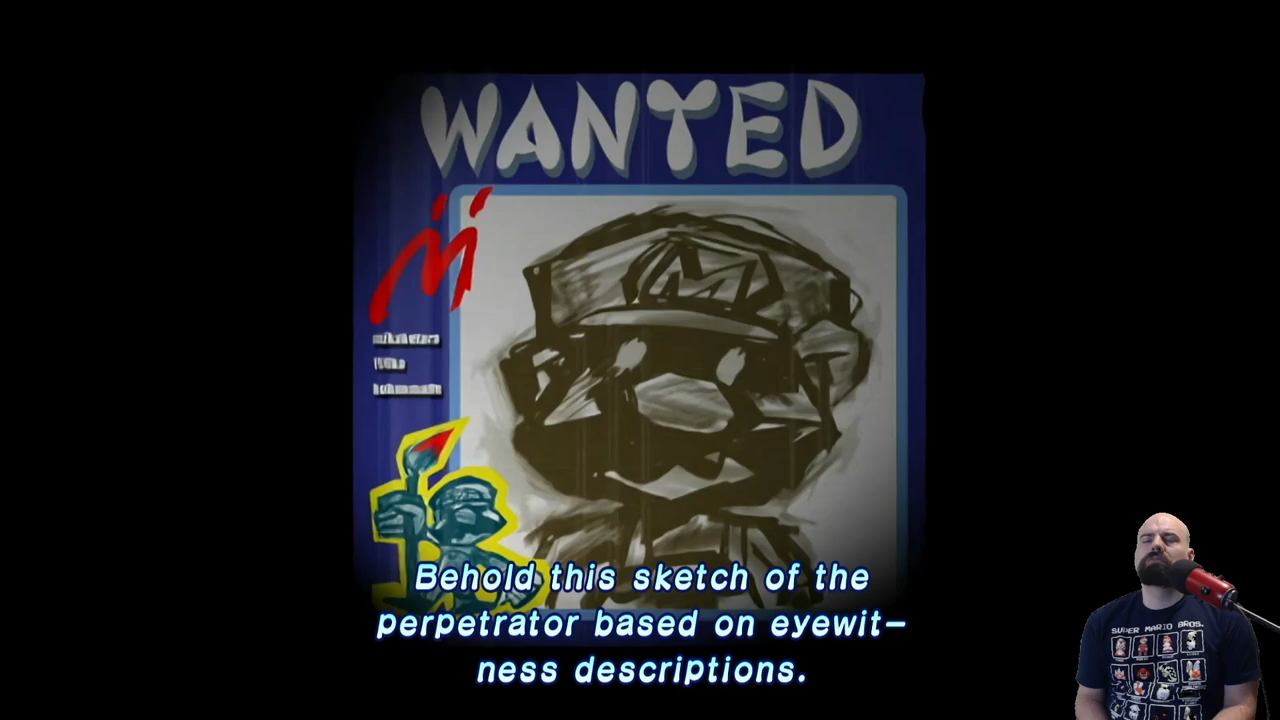 WANTED
M
M
Behold this sketch of the
perpetrator based on eyewit-
ness descriptions.
SUPER MARIO BROS.